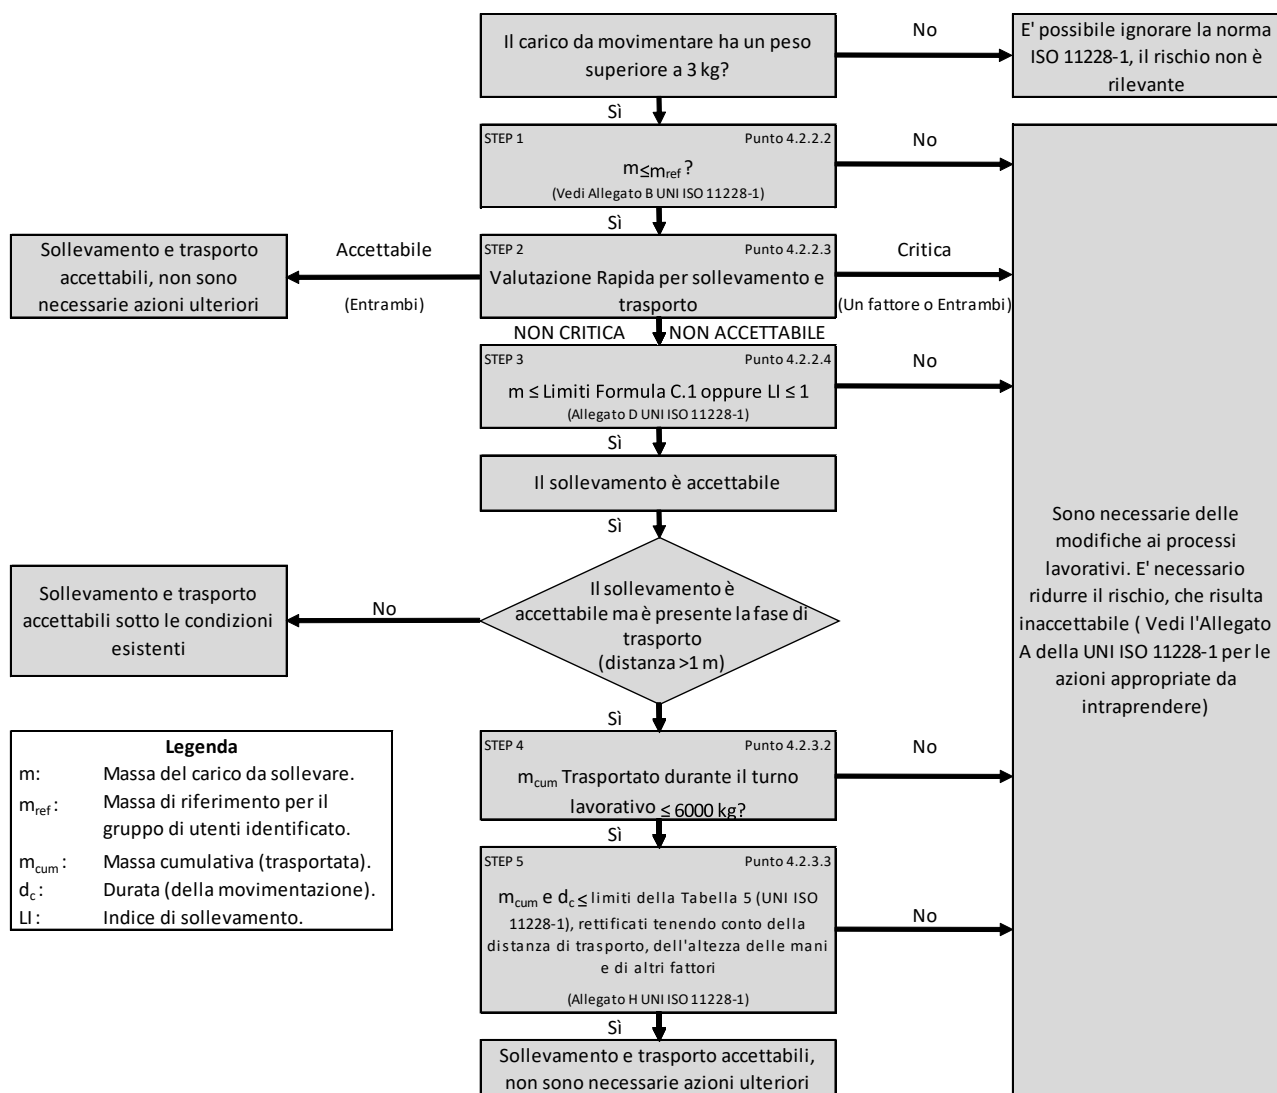 Il carico da movimentare ha un peso
superiore a 3 kg?
No
E' possibile ignorare la norma
ISO 11228-1, il rischio non è
rilevante
Sì
STEP 1 Punto 4.2.2.2
m≤mref ?
(Vedi Allegato B UNI ISO 11228-1)
No
Sì
Sollevamento e trasporto
accettabili, non sono
necessarie azioni ulteriori
Accettabile
(Entrambi)
STEP 2 Punto 4.2.2.3
Valutazione Rapida per sollevamento e
trasporto
Critica
(Un fattore o Entrambi)
NON CRITICA NON ACCETTABILE
STEP 3 Punto 4.2.2.4
m ≤ Limiti Formula C.1 oppure LI ≤ 1
(Allegato D UNI ISO 11228-1)
No
Sì
Il sollevamento è accettabile
Sì
Il sollevamento è
accettabile ma è presente la fase di
trasporto
(distanza >1 m)
No
Sollevamento e trasporto
accettabili sotto le condizioni
esistenti
Sono necessarie delle
modifiche ai processi
lavorativi. E' necessario
ridurre il rischio, che risulta
inaccettabile ( Vedi l'Allegato
A della UNI ISO 11228-1 per le
azioni appropriate da
intraprendere)
Sì
STEP 4 Punto 4.2.3.2
mcum Trasportato durante il turno
lavorativo ≤ 6000 kg?
No
Sì
STEP 5 Punto 4.2.3.3
mcum e dc ≤ limiti della Tabella 5 (UNI ISO
11228-1), rettificati tenendo conto della
distanza di trasporto, dell'altezza delle mani
e di altri fattori
(Allegato H UNI ISO 11228-1)
No
Sì
Sollevamento e trasporto accettabili,
non sono necessarie azioni ulteriori
Legenda
m: Massa del carico da sollevare.
mref: Massa di riferimento per il
gruppo di utenti identificato.
mcum: Massa cumulativa (trasportata).
dc: Durata (della movimentazione).
LI: Indice di sollevamento.